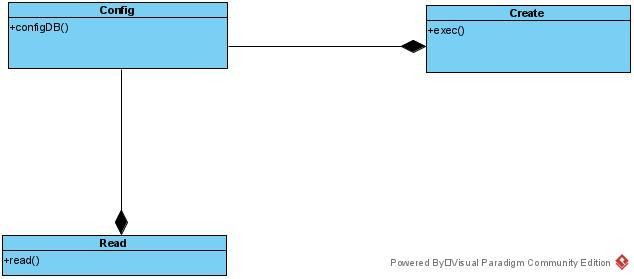 Config
+configDB()
Create
+exec()
Read
+read()
Powered By Visual Paradigm Community Edition